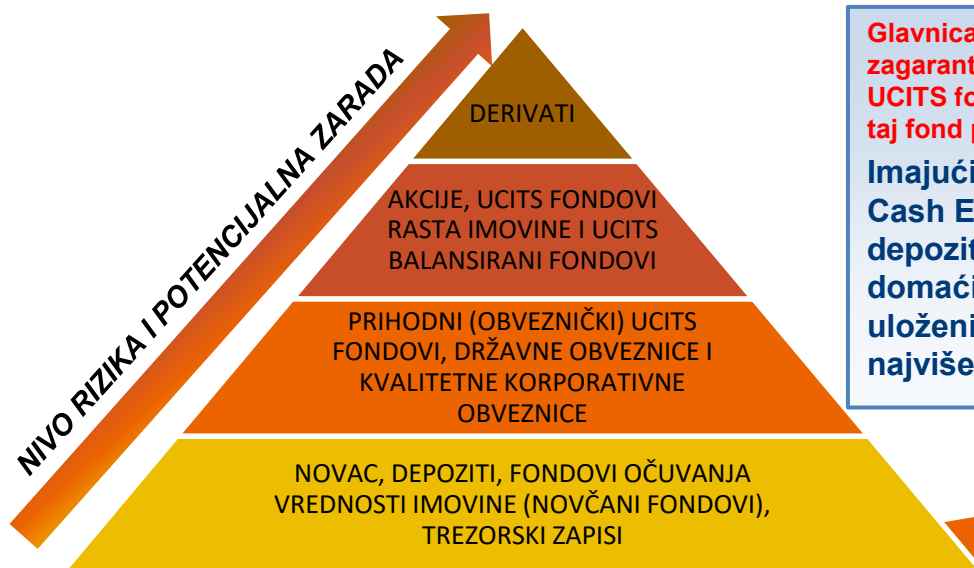 NIVO RIZIKA I POTENCIJALNA ZARADA
DERIVATI
AKCIJE, UCITS FONDOVI
RASTA IMOVINE I UCITS
BALANSIRANI FONDOVI
PRIHODNI (OBVEZNIČKI) UCITS
FONDOVI, DRŽAVNE OBVEZNICE I
KVALITETNE KORPORATIVNE
OBVEZNICE
NOVAC, DEPOZITI, FONDOVI OČUVANJA
VREDNOSTI IMOVINE (NOVČANI FONDOVI),
TREZORSKI ZAPISI
Glavnica
zagarant
UCITS fo
taj fond
Imajući
Cash E
depozit
domaći
uloženi
najviše